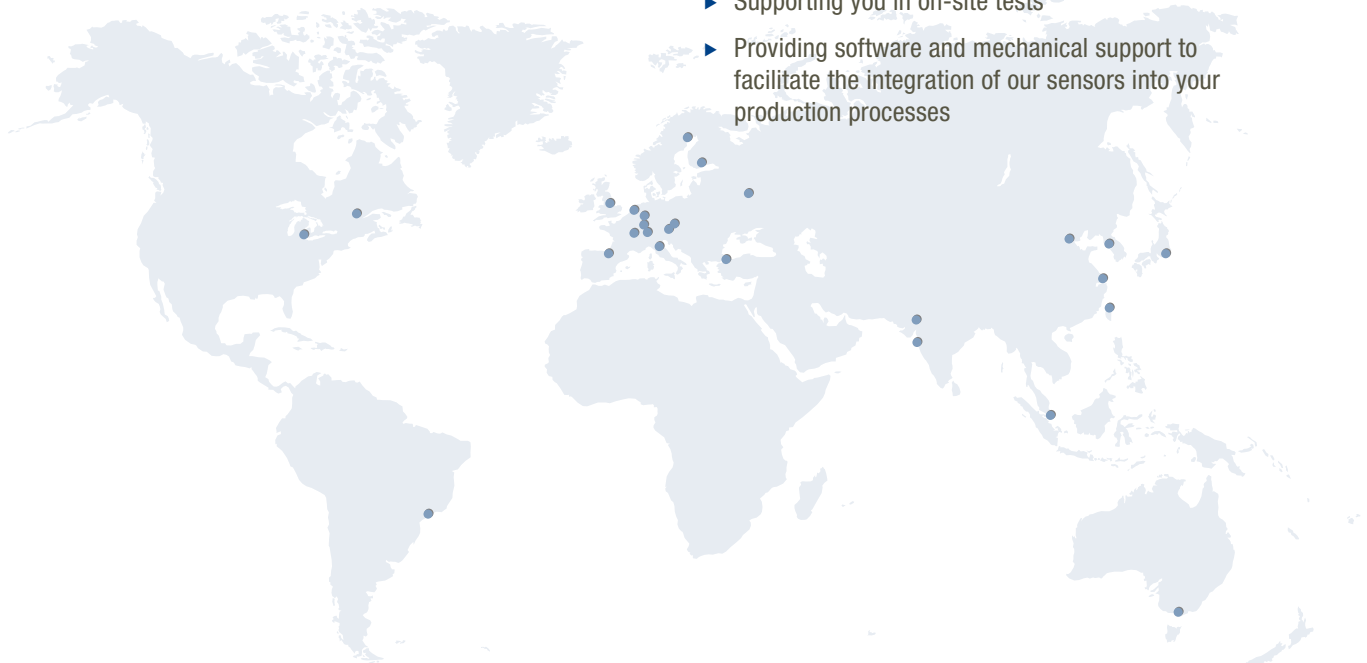 ▶ Supporting you in on-site tests
▶ Providing software and mechanical support to
facilitate the integration of our sensors into your
production processes